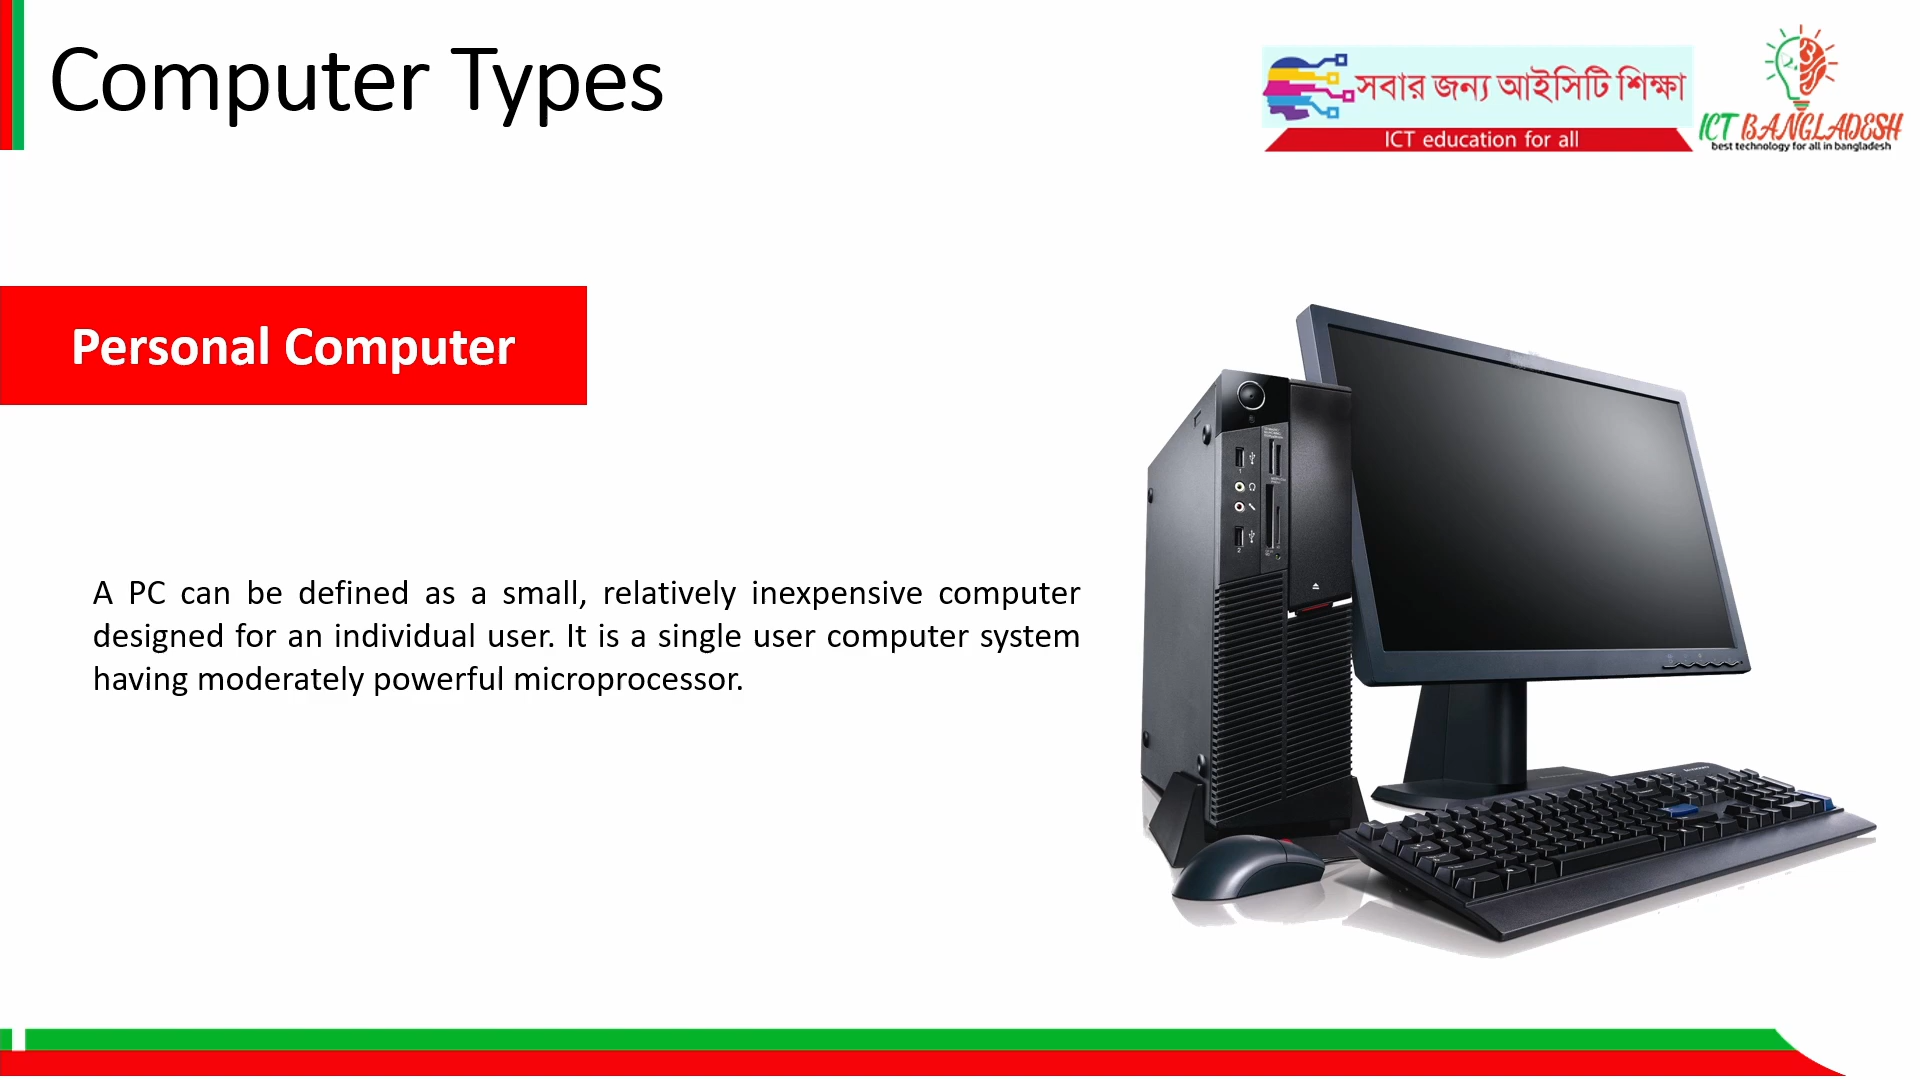 Computer Types
সবার জন্য আইসিটি শিক্ষা
ICT education for all
ICT BANGLADESH
best technology for all in bangladesh
Personal Computer
A PC can be defined as a small, relatively inexpensive computer
designed for an individual user. It is a single user computer system
having moderately powerful microprocessor.
1
2